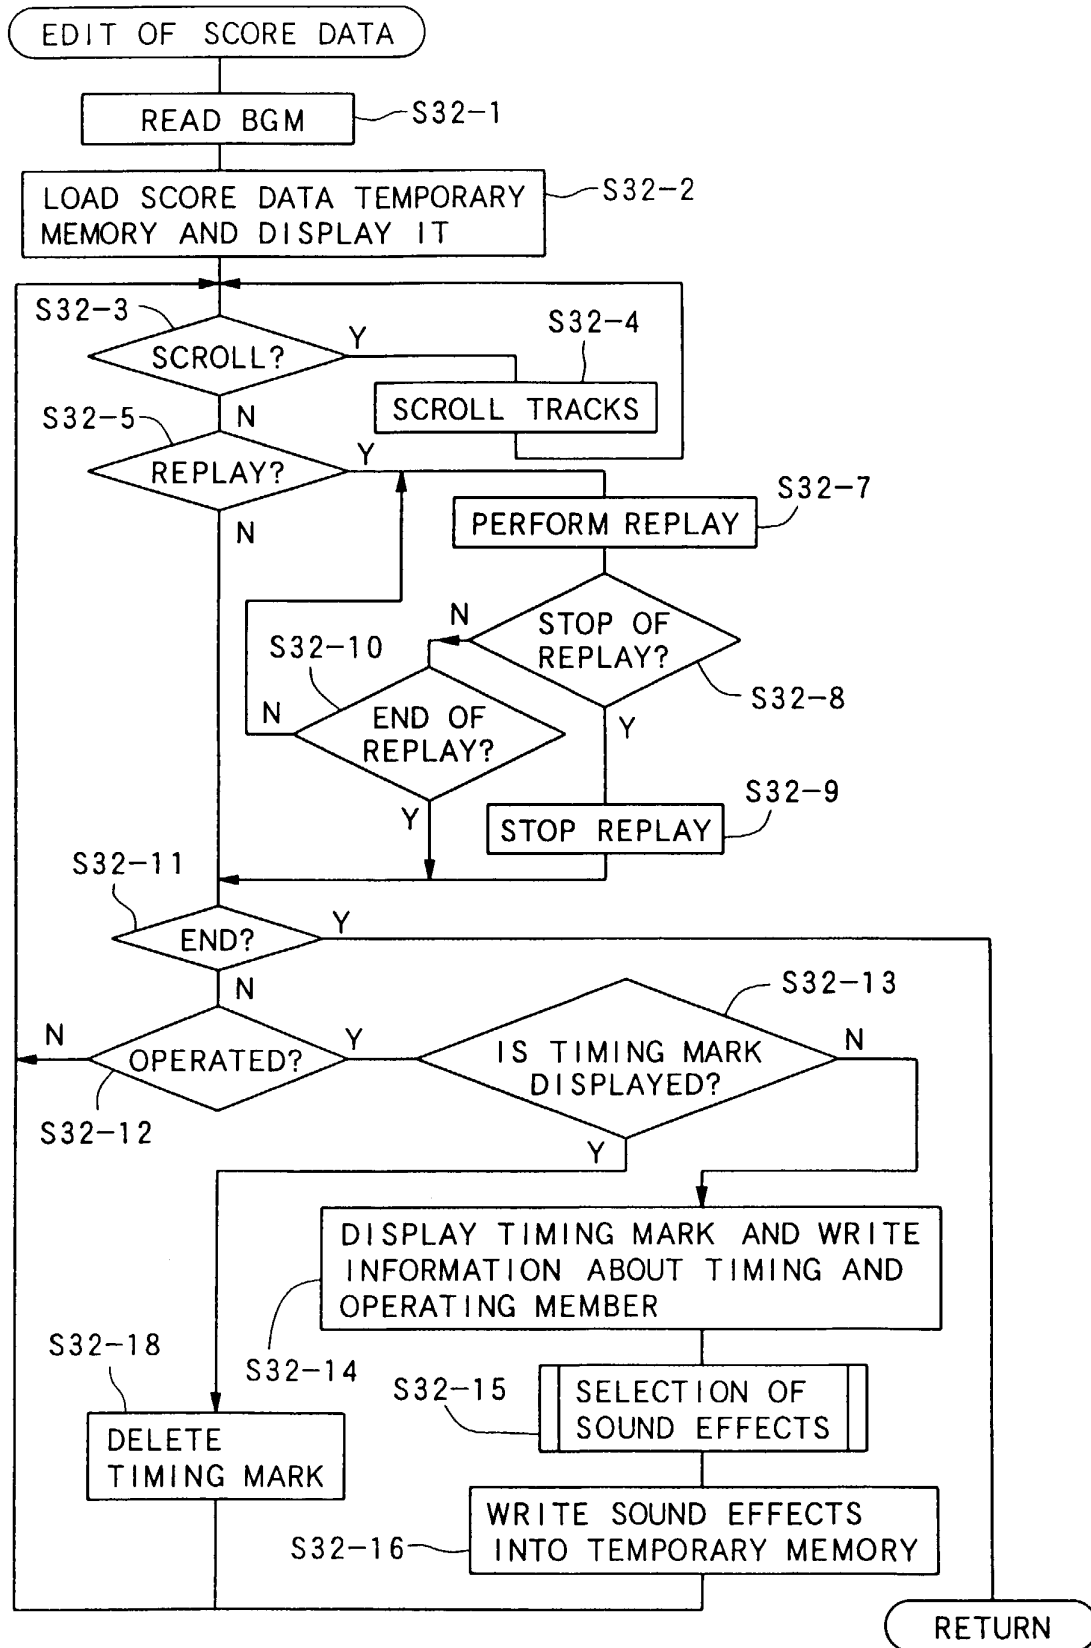 EDIT OF SCORE DATA
READ BGM
S32-1
LOAD SCORE DATA TEMPORARY
MEMORY AND DISPLAY IT
S32-2
S32-3
SCROLL?
Y
N
S32-4
SCROLL TRACKS
S32-5
REPLAY?
Y
N
S32-7
PERFORM REPLAY
STOP OF
REPLAY?
N
Y
S32-8
S32-10
END OF
REPLAY?
N
Y
S32-9
STOP REPLAY
S32-11
END?
Y
N
S32-12
OPERATED?
N
Y
S32-13
IS TIMING MARK
DISPLAYED?
N
Y
DISPLAY TIMING MARK AND WRITE
INFORMATION ABOUT TIMING AND
OPERATING MEMBER
S32-14
S32-15
SELECTION OF
SOUND EFFECTS
S32-18
DELETE
TIMING MARK
S32-16
WRITE SOUND EFFECTS
INTO TEMPORARY MEMORY
RETURN